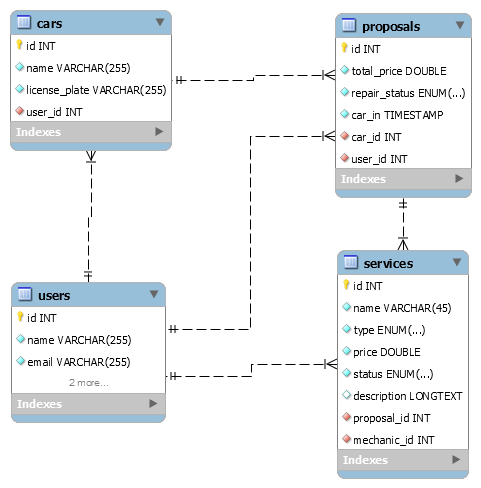 cars
id INT
name VARCHAR(255)
license_plate VARCHAR(255)
user_id INT
Indexes
proposals
id INT
total_price DOUBLE
repair_status ENUM(...)
car_in TIMESTAMP
car_id INT
user_id INT
Indexes
users
id INT
name VARCHAR(255)
email VARCHAR(255)
2 more...
Indexes
services
id INT
name VARCHAR(45)
type ENUM(...)
price DOUBLE
status ENUM(...)
description LONGTEXT
proposal_id INT
mechanic_id INT
Indexes